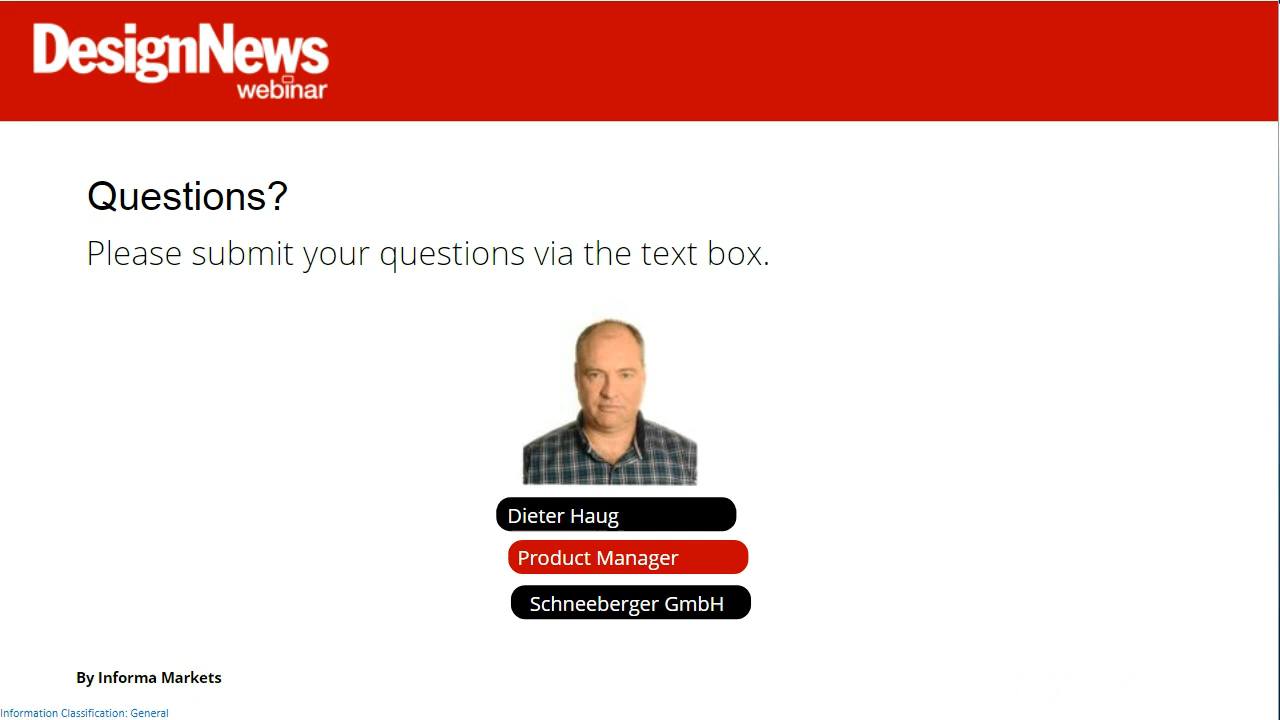 DesignNews
webinar
Questions?
Please submit your questions via the text box.
Dieter Haug
Product Manager
Schneeberger GmbH
By Informa Markets
Information Classification: General